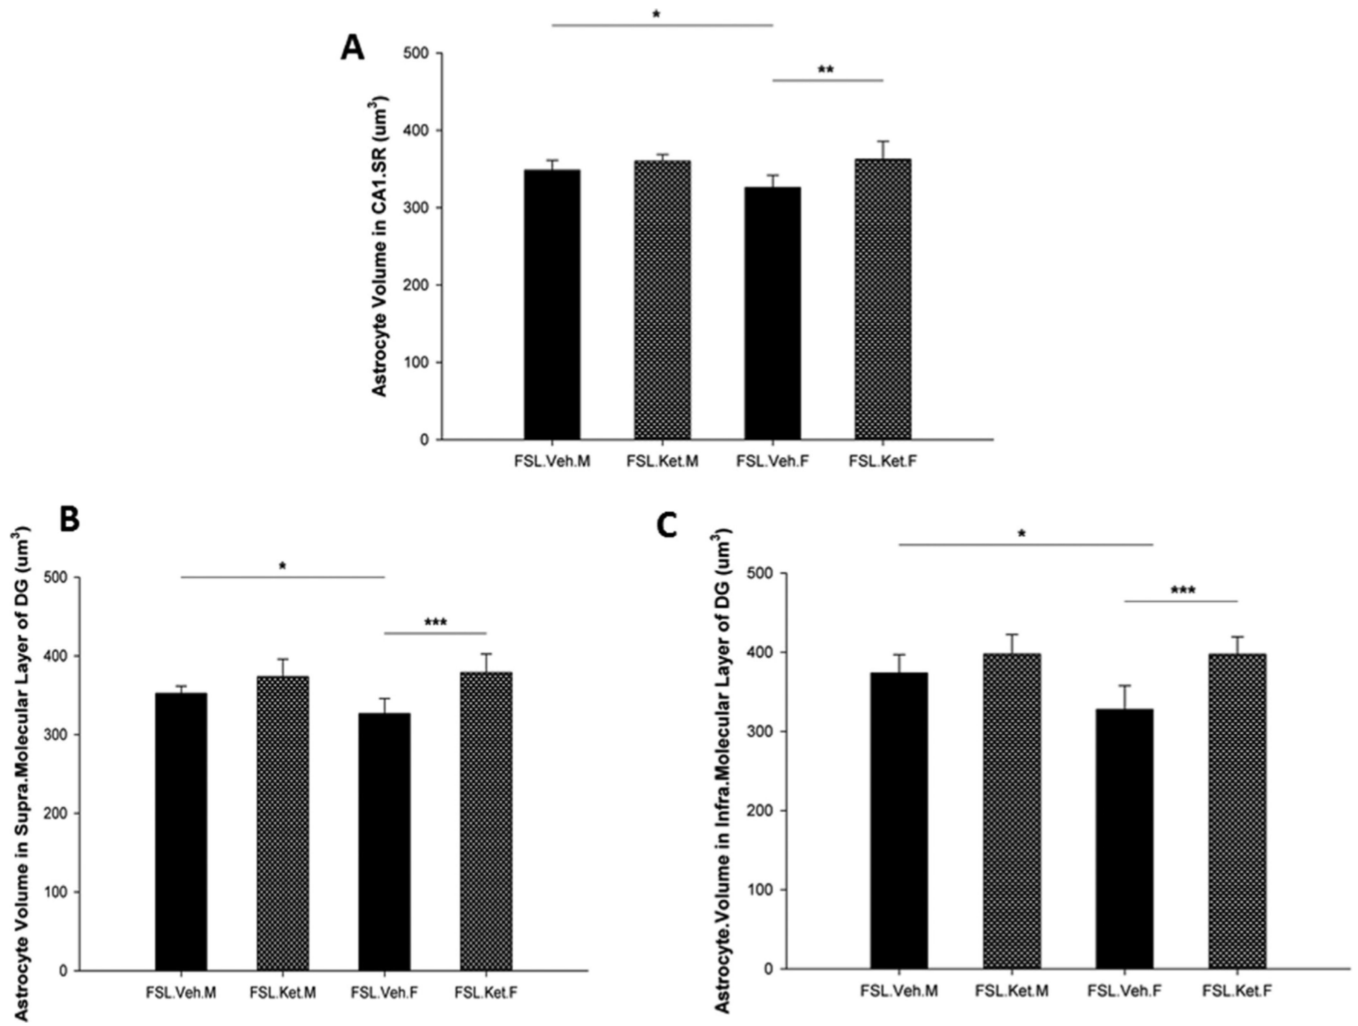 A
*
**
500
400
300
200
100
0
Astrocyte Volume in CA1.SR (um³)
FSL.Veh.M FSL.Ket.M FSL.Veh.F FSL.Ket.F
B
*
***
500
400
300
200
100
0
Astrocyte Volume in Supra.Molecular Layer of DG (um³)
FSL.Veh.M FSL.Ket.M FSL.Veh.F FSL.Ket.F
C
*
***
500
400
300
200
100
0
Astrocyte.Volume in Infra.Molecular Layer of DG (um³)
FSL.Veh.M FSL.Ket.M FSL.Veh.F FSL.Ket.F